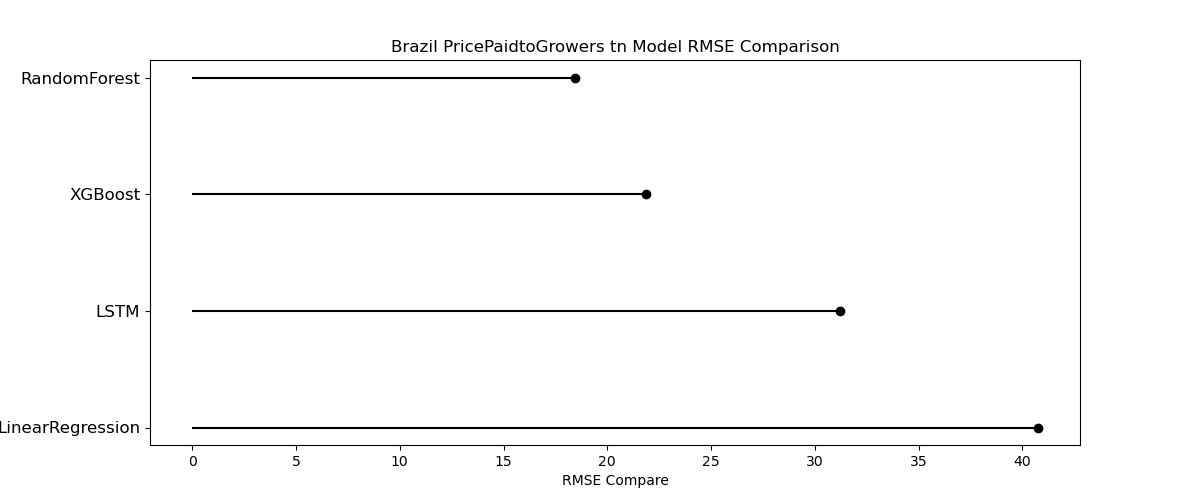 Brazil PricePaidtoGrowers tn Model RMSE Comparison
RandomForest
XGBoost
LSTM
LinearRegression
0 5 10 15 20 25 30 35 40
RMSE Compare